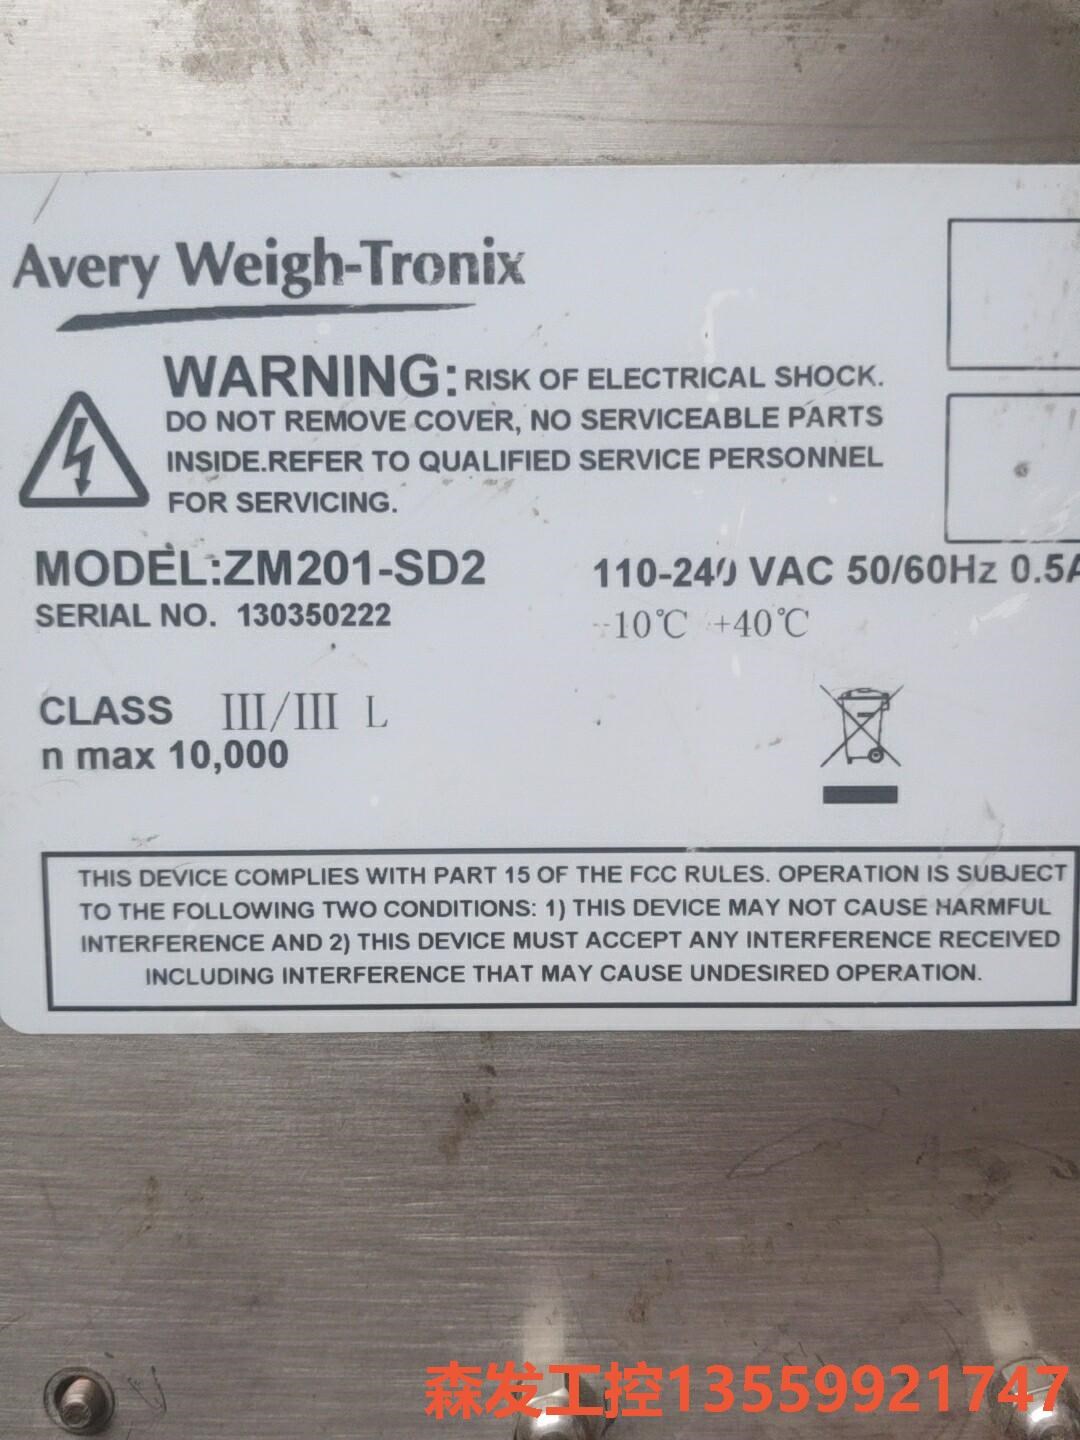 Avery Weigh-Tronix
WARNING: RISK OF ELECTRICAL SHOCK.
DO NOT REMOVE COVER, NO SERVICEABLE PARTS
INSIDE.REFER TO QUALIFIED SERVICE PERSONNEL
FOR SERVICING.
MODEL:ZM201-SD2 110-240 VAC 50/60Hz 0.5A
SERIAL NO. 130350222 -10℃ +40℃
CLASS III/III L
n max 10,000
THIS DEVICE COMPLIES WITH PART 15 OF THE FCC RULES. OPERATION IS SUBJECT
TO THE FOLLOWING TWO CONDITIONS: 1) THIS DEVICE MAY NOT CAUSE HARMFUL
INTERFERENCE AND 2) THIS DEVICE MUST ACCEPT ANY INTERFERENCE RECEIVED
INCLUDING INTERFERENCE THAT MAY CAUSE UNDESIRED OPERATION.
森发工控13559921747